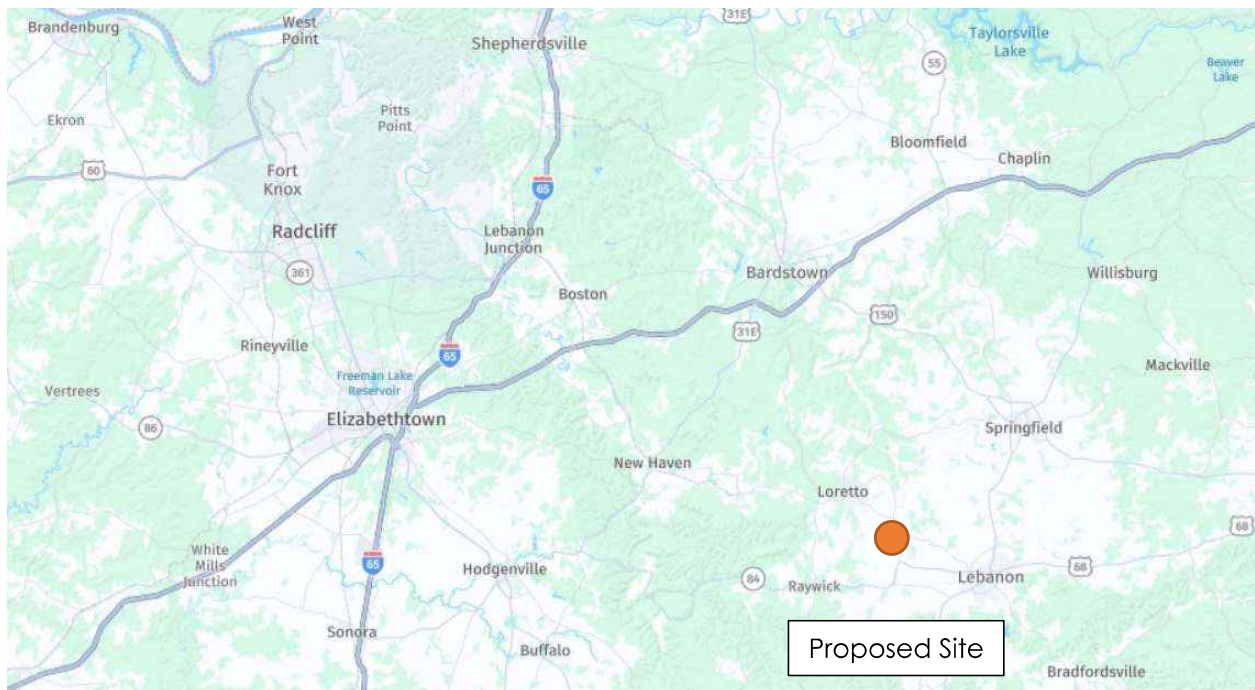 Brandenburg
West
Point
31E
Shepherdsville
Taylorsville
Lake
55
Beaver
Lake
Ekron
Pitts
Point
Bloomfield
Chaplin
60
Fort
Knox
65
Radcliff
Lebanon
Junction
361
Bardstown
Willisburg
Boston
150
31E
Rineyville
65
Mackville
Vertrees
Freeman Lake
Reservoir
Elizabethtown
86
Springfield
New Haven
Loretto
68
White
Mills
Junction
65
Hodgenville
84
Raywick
Lebanon
68
Sonora
Buffalo
Proposed Site
Bradfordsville